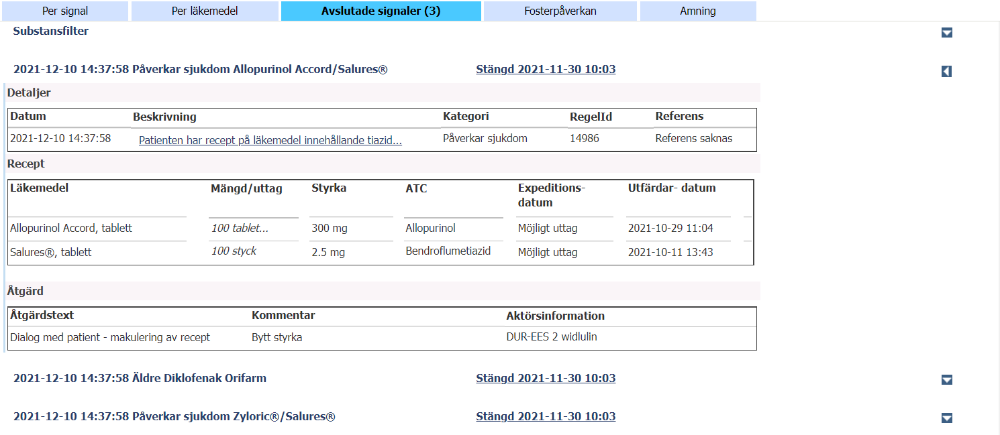 Per signal Per läkemedel Avslutade signaler (3) Fosterpåverkan Amning
Substansfilter
2021-12-10 14:37:58 Påverkar sjukdom Allopurinol Accord/Salures® Stängd 2021-11-30 10:03
Detaljer
Datum Beskrivning Kategori RegelId Referens
2021-12-10 14:37:58 Patienten har recept på läkemedel innehållande tiazid... Påverkar sjukdom 14986 Referens saknas
Recept
Läkemedel Mängd/uttag Styrka ATC Expeditions- Utfärdar- datum
datum
Allopurinol Accord, tablett 100 tablet... 300 mg Allopurinol Möjligt uttag 2021-10-29 11:04
Salures®, tablett 100 styck 2.5 mg Bendroflumetiazid Möjligt uttag 2021-10-11 13:43
Åtgärd
Åtgärdstext Kommentar Aktörsinformation
Dialog med patient - makulering av recept Bytt styrka DUR-EES 2 widlulin
2021-12-10 14:37:58 Äldre Diklofenak Orifarm Stängd 2021-11-30 10:03
2021-12-10 14:37:58 Påverkar sjukdom Zyloric®/Salures® Stängd 2021-11-30 10:03